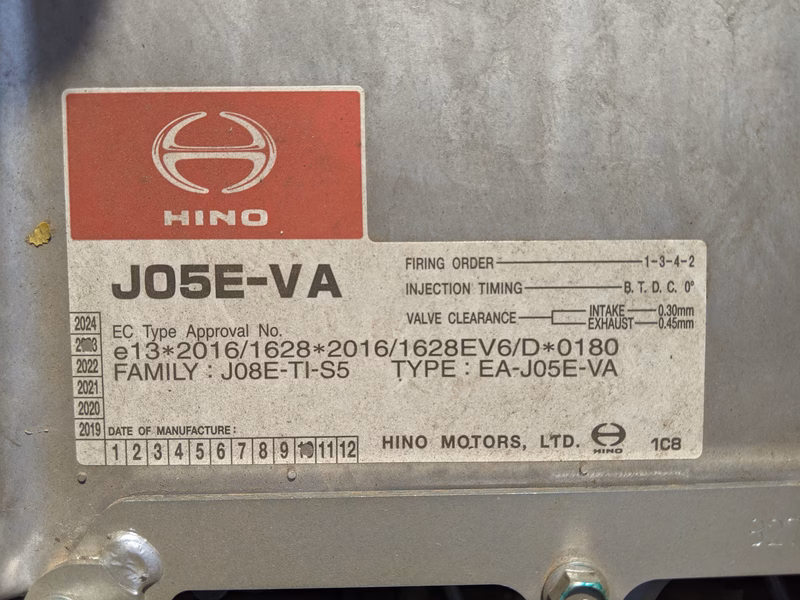 HINO
J05E-VA
FIRING ORDER 1-3-4-2
INJECTION TIMING B. T. D. C. 0°
VALVE CLEARANCE INTAKE 0.30mm
EXHAUST 0.45mm
EC Type Approval No.
e13*2016/1628*2016/1628EV6/D*0180
FAMILY : J08E-TI-S5 TYPE : EA-J05E-VA
2024
2022
2021
2020
2019
DATE OF MANUFACTURE:
1 2 3 4 5 6 7 8 9 11 12
HINO MOTORS, LTD. HINO 1C8